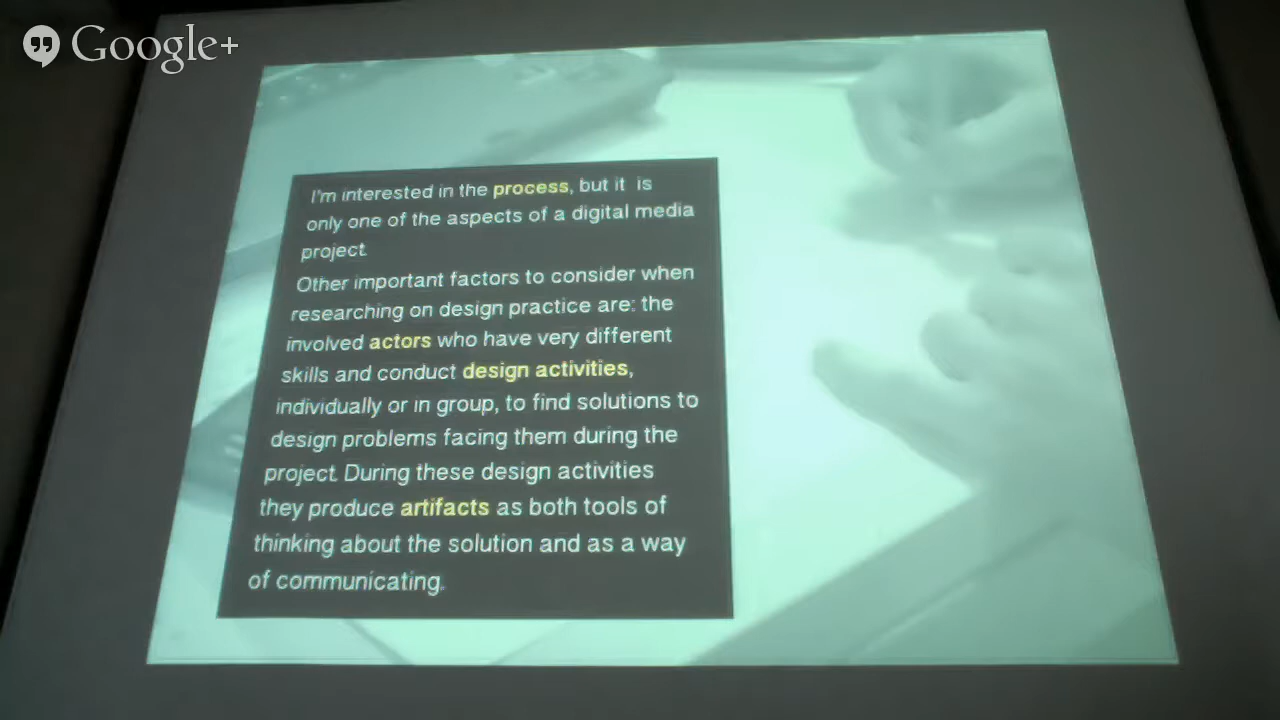 Google+
I'm interested in the process, but it is
only one of the aspects of a digital media
project.
Other important factors to consider when
researching on design practice are: the
involved actors who have very different
skills and conduct design activities,
individually or in group, to find solutions to
design problems facing them during the
project. During these design activities
they produce artifacts as both tools of
thinking about the solution and as a way
of communicating.